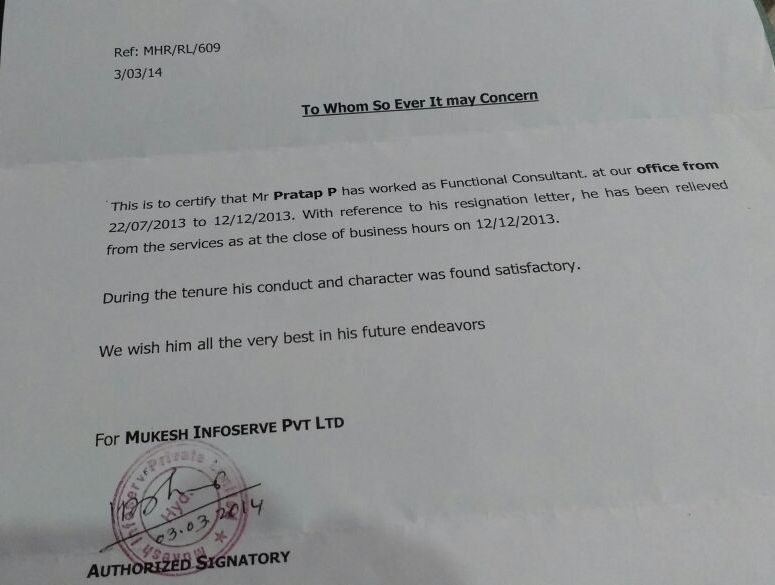 Ref: MHR/RL/609
3/03/14
To Whom So Ever It may Concern
This is to certify that Mr Pratap P has worked as Functional Consultant. at our office from
22/07/2013 to 12/12/2013. With reference to his resignation letter, he has been relieved
from the services as at the close of business hours on 12/12/2013.
During the tenure his conduct and character was found satisfactory.
We wish him all the very best in his future endeavors
For MUKESH INFOSERVE PVT LTD
Mukesh Infoserve Private
Hyd.
03.03.2014
AUTHORIZED SIGNATORY